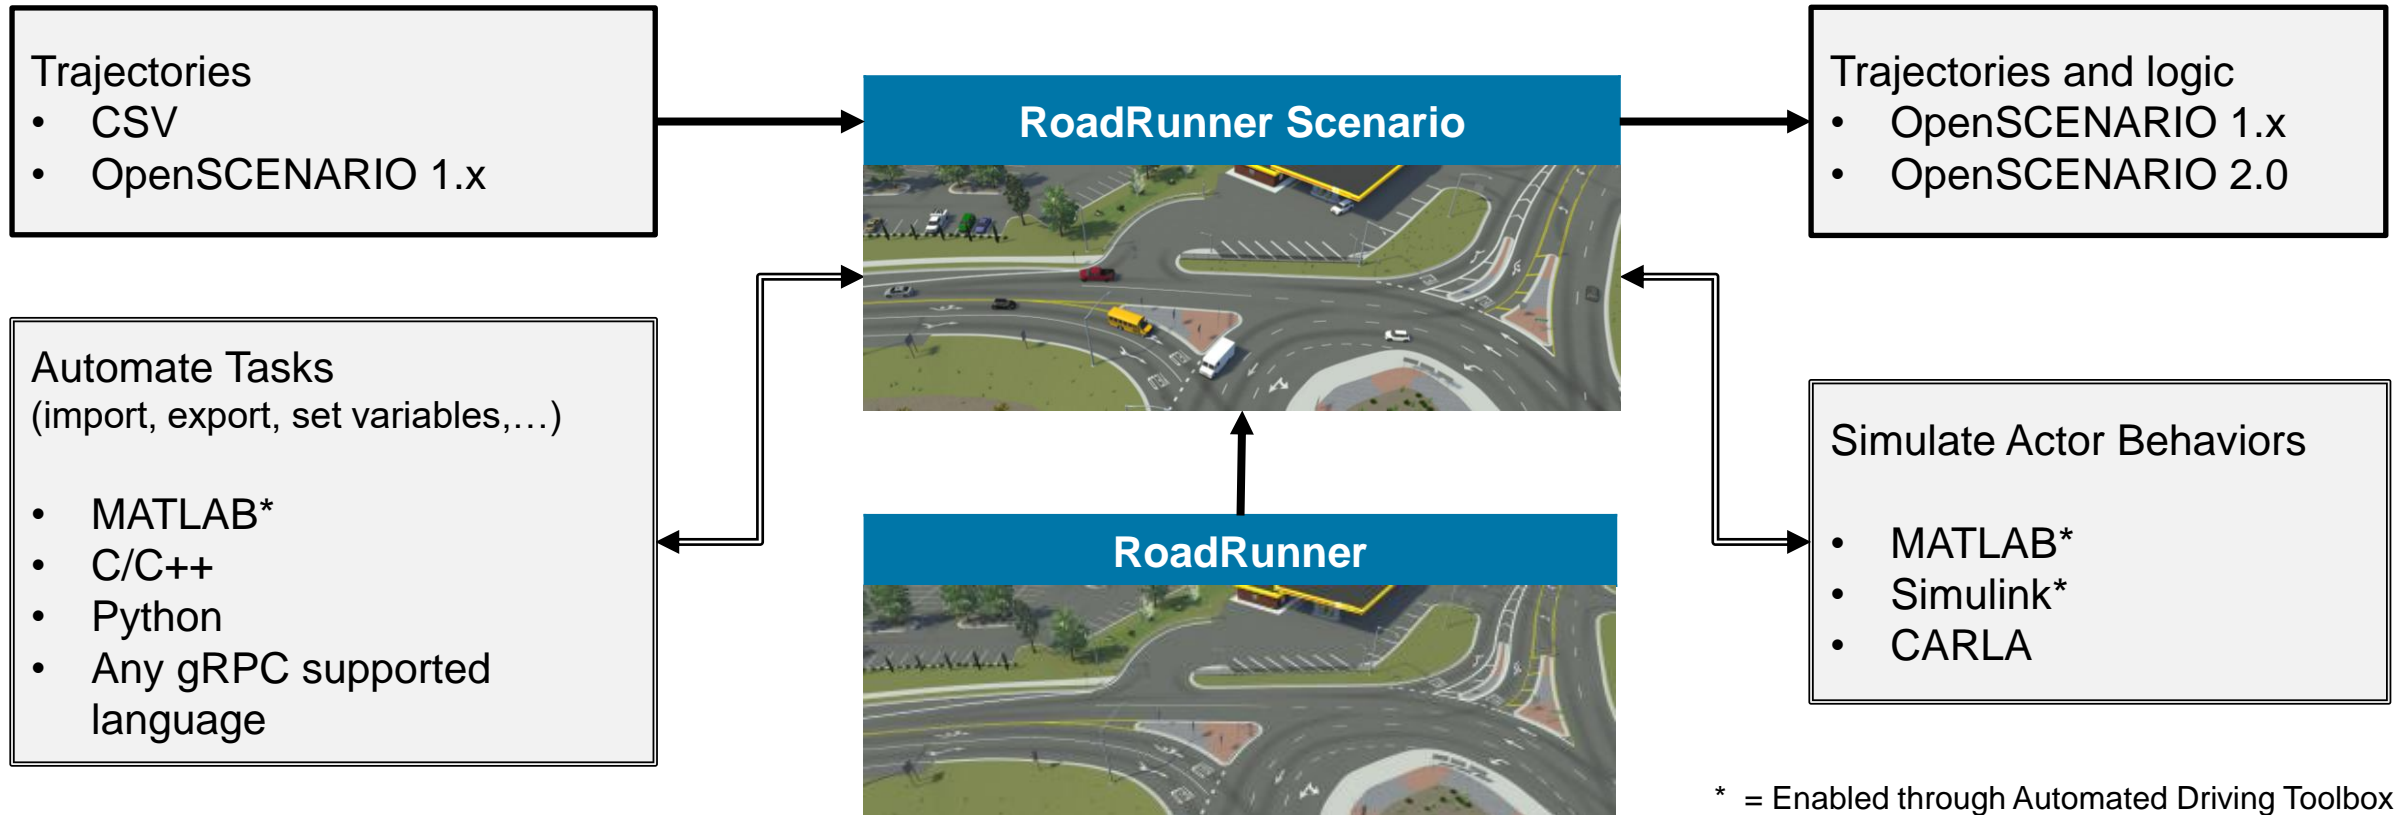 Trajectories
• CSV
• OpenSCENARIO 1.x
RoadRunner Scenario
Trajectories and logic
• OpenSCENARIO 1.x
• OpenSCENARIO 2.0
Automate Tasks
(import, export, set variables,…)
• MATLAB*
• C/C++
• Python
• Any gRPC supported
language
RoadRunner
Simulate Actor Behaviors
• MATLAB*
• Simulink*
• CARLA
* = Enabled through Automated Driving Toolbox